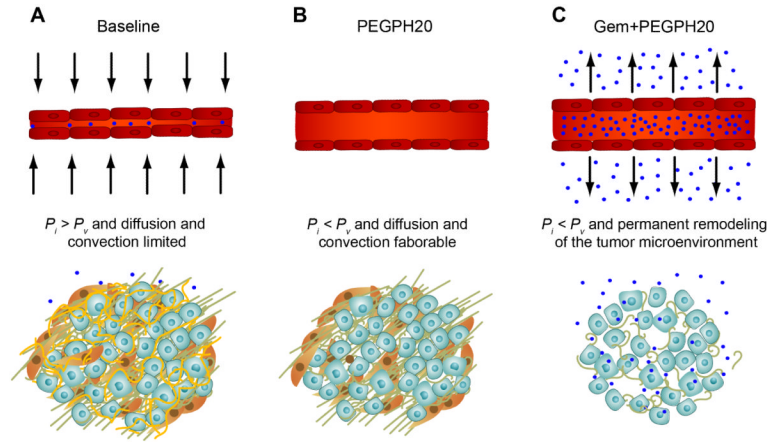 A
Baseline
B
PEGPH20
C
Gem+PEGPH20
Pi > Pv and diffusion and
convection limited
Pi < Pv and diffusion and
convection faborable
Pi < Pv and permanent remodeling
of the tumor microenvironment